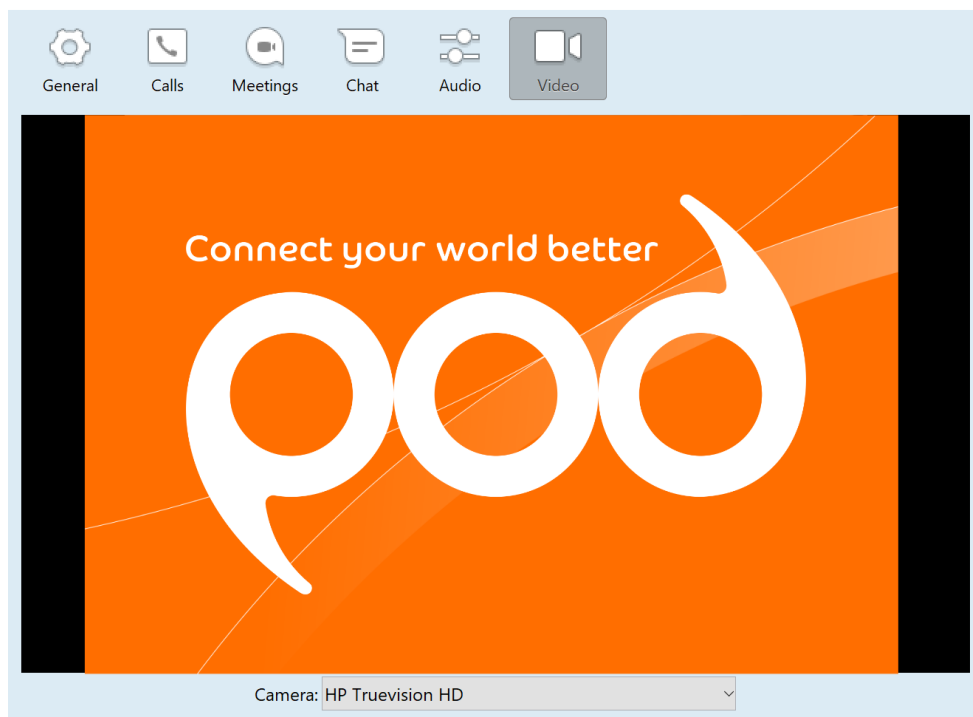 General Calls Meetings Chat Audio Video
Connect your world better
pod
Camera: HP Truevision HD